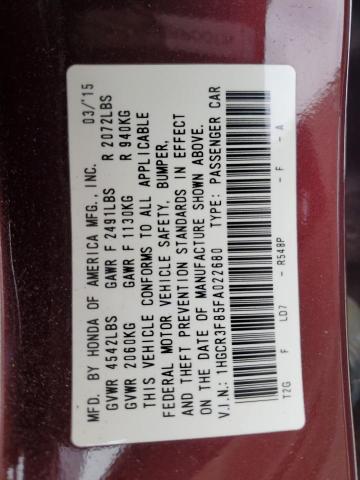 MFD. BY HONDA OF AMERICA MFG., INC. 03/'15
GVWR 4542LBS GAWR F 2491LBS R 2072LBS
GVWR 2060KG GAWR F 1130KG R 940KG
THIS VEHICLE CONFORMS TO ALL APPLICABLE
FEDERAL MOTOR VEHICLE SAFETY, BUMPER,
AND THEFT PREVENTION STANDARDS IN EFFECT
ON THE DATE OF MANUFACTURE SHOWN ABOVE.
V.I.N.: 1HGCR3F85FA022680 TYPE: PASSENGER CAR
T2G F LD7 - R548P - F - A